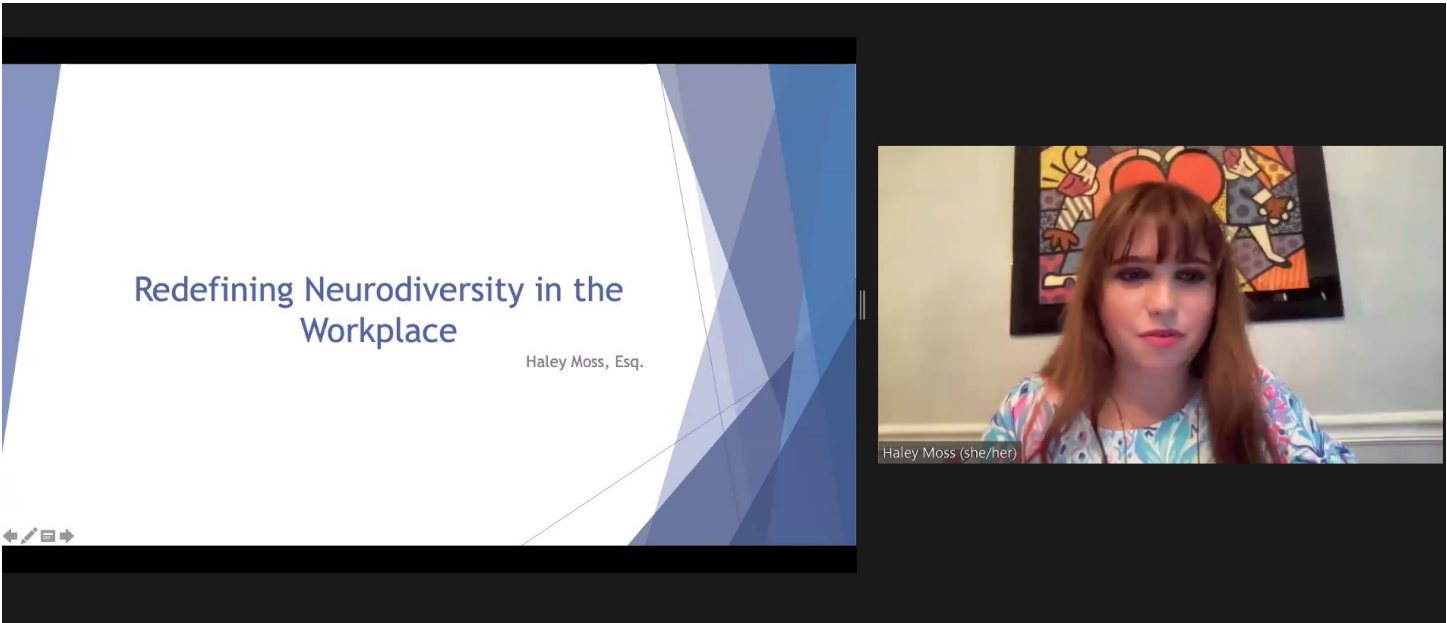 Redefining Neurodiversity in the
Workplace
Haley Moss, Esq.
Haley Moss (she/her)